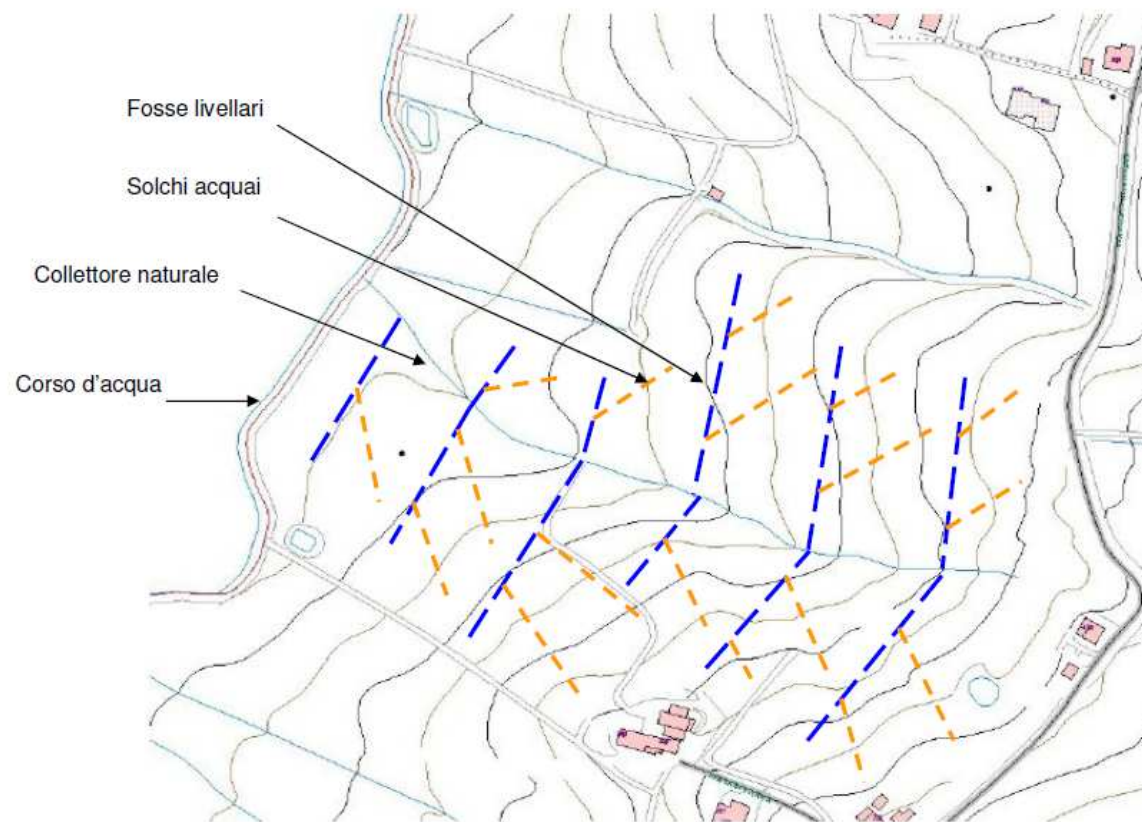 Fosse livellari
Solchi acquai
Collettore naturale
Corso d'acqua